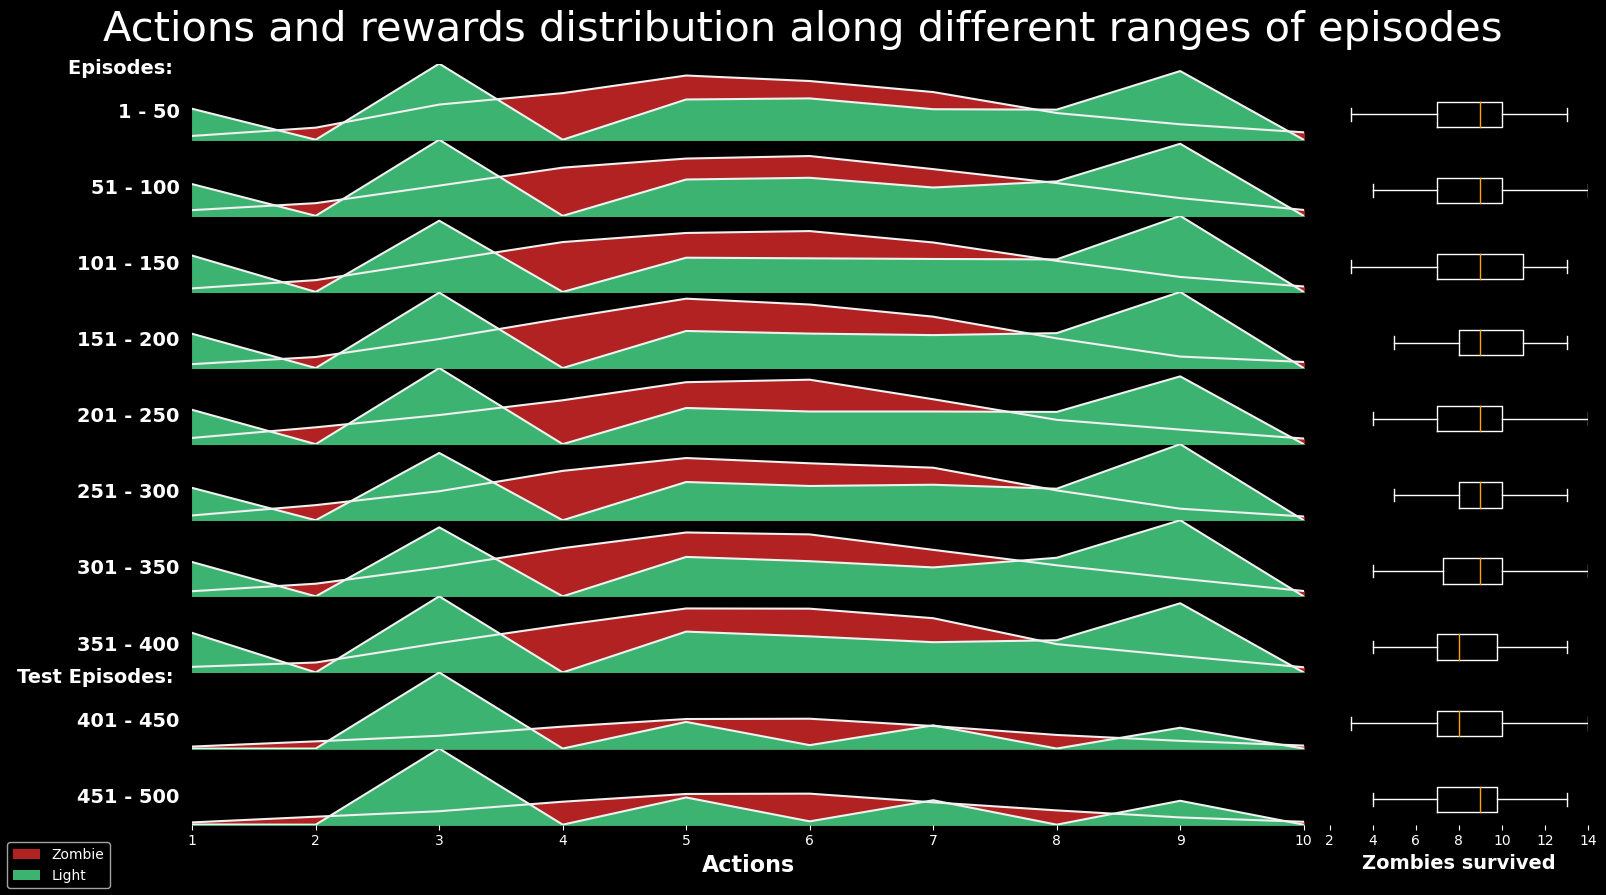 Actions and rewards distribution along different ranges of episodes
Episodes:
1 - 50
51 - 100
101 - 150
151 - 200
201 - 250
251 - 300
301 - 350
351 - 400
Test Episodes:
401 - 450
451 - 500
1 2 3 4 5 6 7 8 9 10
2 4 6 8 10 12 14
Actions
Zombies survived
Zombie
Light